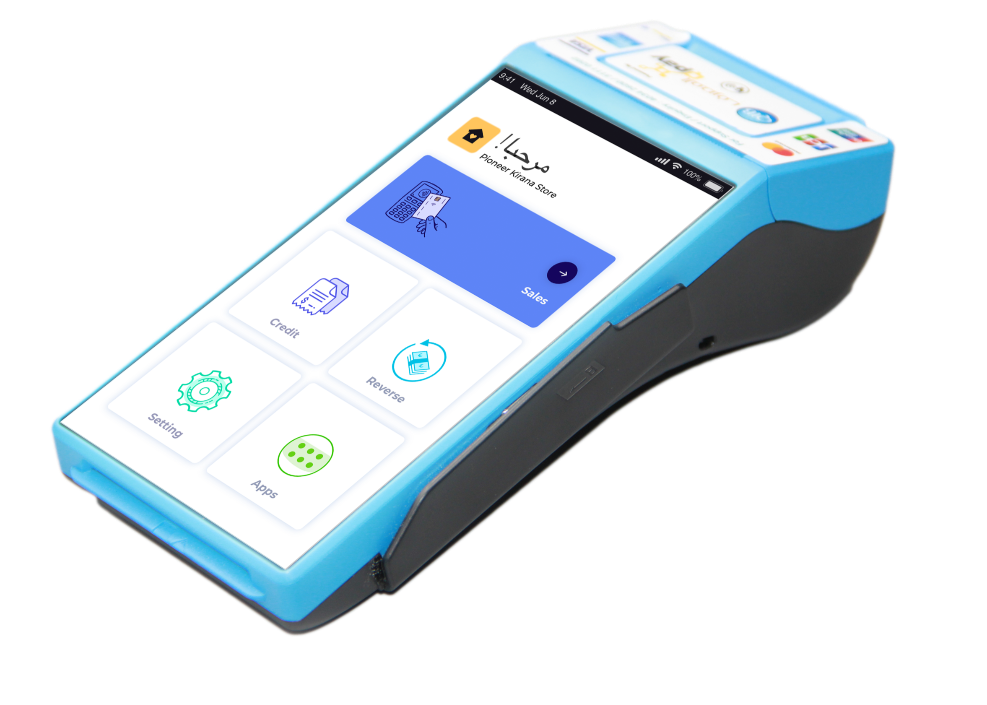 9:41 Wed Jun 8
100%
مرحبا!
Pioneer Kirana Store
Sales
Credit
Reverse
Setting
Apps